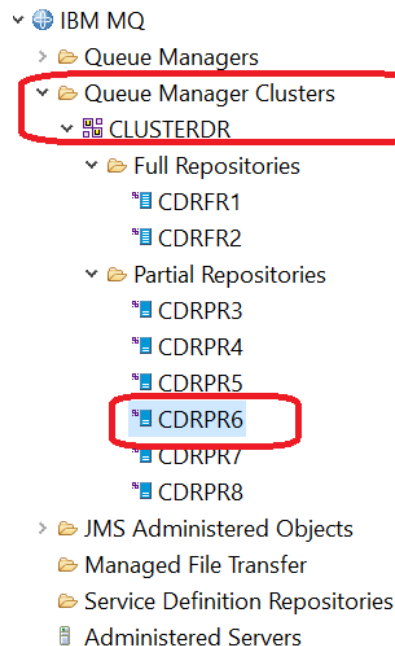 IBM MQ
Queue Managers
Queue Manager Clusters
CLUSTERDR
Full Repositories
CDRFR1
CDRFR2
Partial Repositories
CDRPR3
CDRPR4
CDRPR5
CDRPR6
CDRPR7
CDRPR8
JMS Administered Objects
Managed File Transfer
Service Definition Repositories
Administered Servers